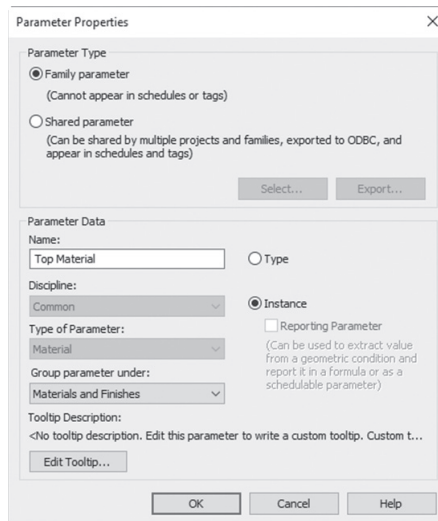 Parameter Properties
Parameter Type
Family parameter
(Cannot appear in schedules or tags)
Shared parameter
(Can be shared by multiple projects and families, exported to ODBC, and
appear in schedules and tags)
Select...
Export...
Parameter Data
Name:
Top Material
Type
Discipline:
Common
Instance
Type of Parameter:
Reporting Parameter
Material
(Can be used to extract value
from a geometric condition and
report it in a formula or as a
schedulable parameter)
Group parameter under:
Materials and Finishes
Tooltip Description:
<No tooltip description. Edit this parameter to write a custom tooltip. Custom t...
Edit Tooltip...
OK
Cancel
Help